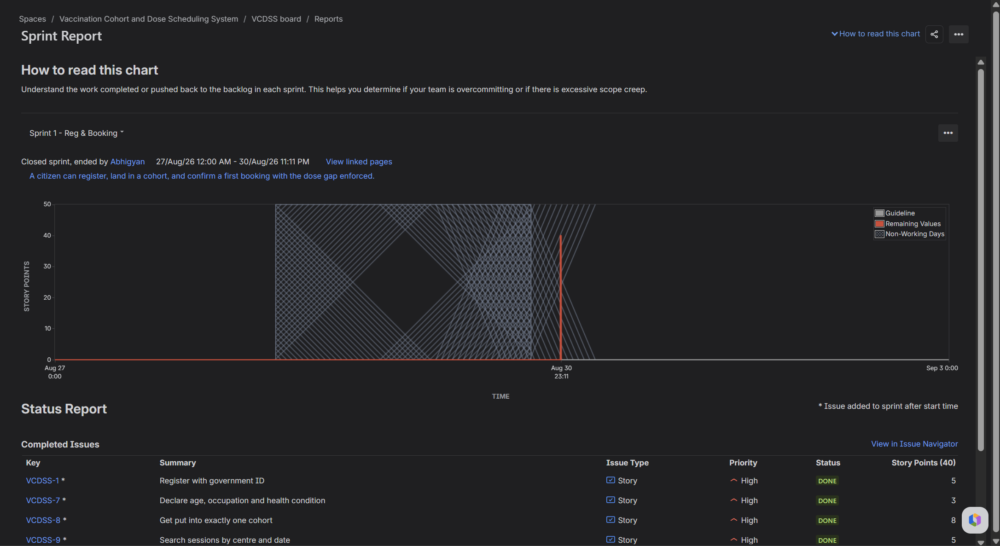 Spaces / Vaccination Cohort and Dose Scheduling System / VCDSS board / Reports
Sprint Report
How to read this chart
How to read this chart
Understand the work completed or pushed back to the backlog in each sprint. This helps you determine if your team is overcommitting or if there is excessive scope creep.
Sprint 1 - Reg & Booking
Closed sprint, ended by Abhigyan 27/Aug/26 12:00 AM - 30/Aug/26 11:11 PM View linked pages
A citizen can register, land in a cohort, and confirm a first booking with the dose gap enforced.
STORY POINTS
50
40
30
20
10
0
Guideline
Remaining Values
Non-Working Days
Aug 27
0:00
Aug 30
23:11
Sep 3 0:00
TIME
Status Report
* Issue added to sprint after start time
Completed Issues
View in Issue Navigator
Key Summary Issue Type Priority Status Story Points (40)
VCDSS-1 * Register with government ID Story High DONE 5
VCDSS-7 * Declare age, occupation and health condition Story High DONE 3
VCDSS-8 * Get put into exactly one cohort Story High DONE 8
VCDSS-9 * Search sessions by centre and date Story High DONE 5